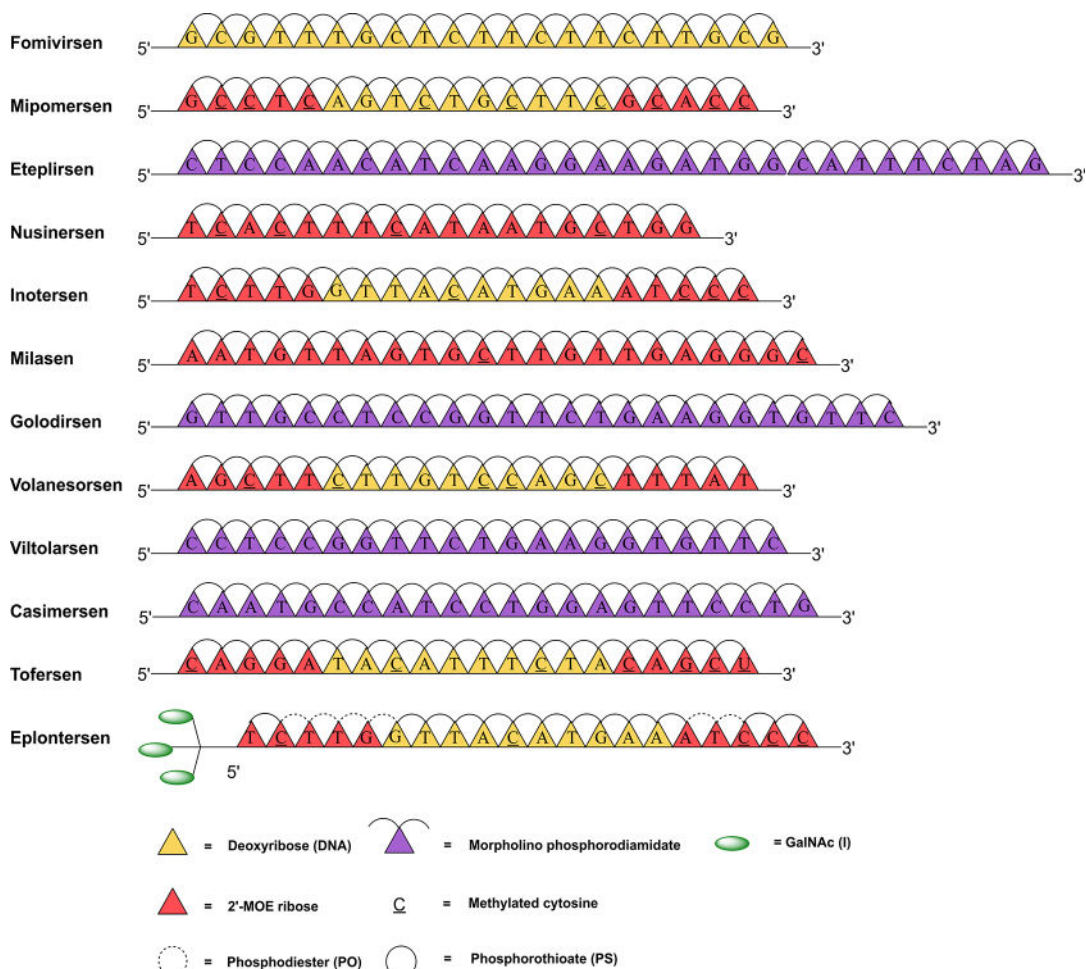 Fomivirsen 5' G C G T T T G C T C T T C T T C T T G C G 3'
Mipomersen 5' G C C T C A G T C T G C T T C G C A C C 3'
Eteplirsen 5' C T C C A A C A T C A A G G A A G A T G G C A T T T C T A G 3'
Nusinersen 5' T C A C T T T C A T A A T G C T G G 3'
Inotersen 5' T C T T G G T T A C A T G A A A T C C C 3'
Milasen 5' A A T G T T A G T G C T T G T T G A G G G C 3'
Golodirsen 5' G T T G C C T C C G G T T C T G A A G G T G T T C 3'
Volanesorsen 5' A G C T T C T T G T C C A G C T T T A T 3'
Viltolarsen 5' C C T C C G G T T C T G A A G G T G T T C 3'
Casimersen 5' C A A T G C C A T C C T G G A G T T C C T G 3'
Tofersen 5' C A G G A T A C A T T T C T A C A G C U 3'
Eplontersen T C T T G G T T A C A T G A A A T C C C 3'
5'
= Deoxyribose (DNA) = Morpholino phosphorodiamidate = GalNAc (l)
= 2'-MOE ribose C = Methylated cytosine
= Phosphodiester (PO) = Phosphorothioate (PS)